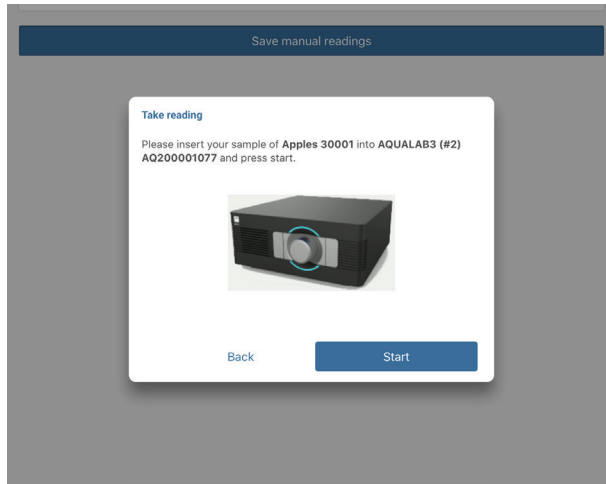 Save manual readings
Take reading
Please insert your sample of Apples 30001 into AQUALAB3 (#2)
AQ200001077 and press start.
Back
Start